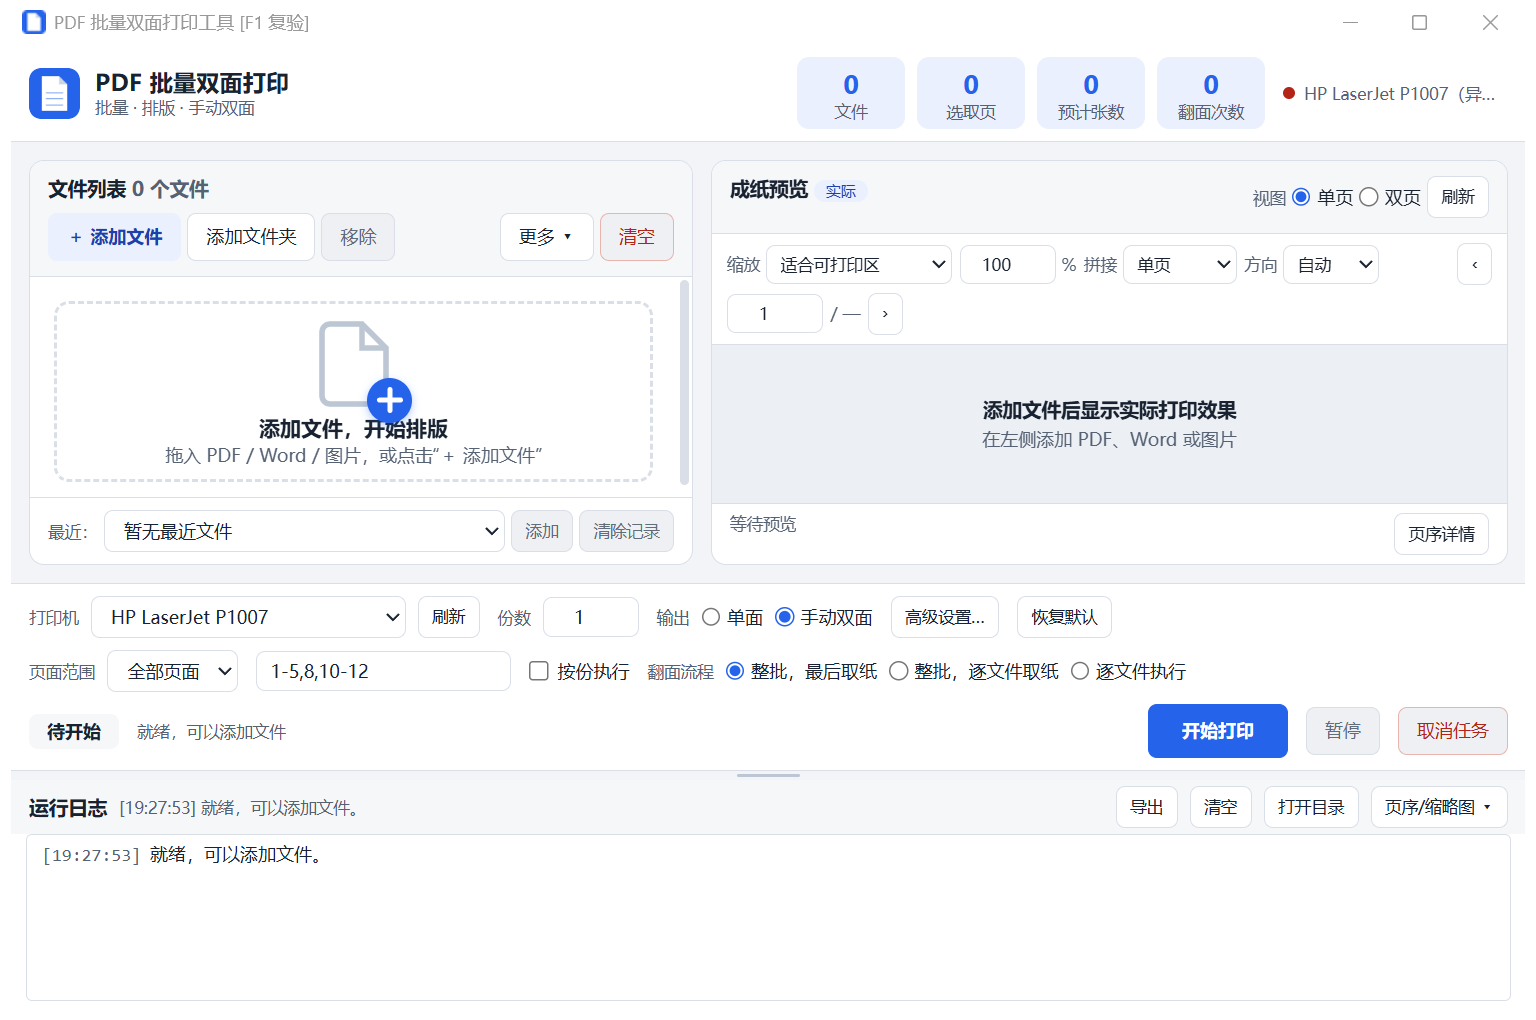 PDF 批量双面打印工具 [F1 复验]
PDF 批量双面打印
批量 · 排版 · 手动双面
0
文件
0
选取页
0
预计张数
0
翻面次数
HP LaserJet P1007（异...
文件列表 0 个文件
+ 添加文件
添加文件夹
移除
更多 ▾
清空
添加文件，开始排版
拖入 PDF / Word / 图片，或点击“+ 添加文件”
最近：
暂无最近文件
添加
清除记录
成纸预览 实际
视图 单页 双页 刷新
缩放 适合可打印区 100 % 拼接 单页 方向 自动 ‹
1 / — ›
添加文件后显示实际打印效果
在左侧添加 PDF、Word 或图片
等待预览
页序详情
打印机 HP LaserJet P1007 刷新 份数 1 输出 单面 手动双面 高级设置... 恢复默认
页面范围 全部页面 1-5,8,10-12 按份执行 翻面流程 整批，最后取纸 整批，逐文件取纸 逐文件执行
待开始 就绪，可以添加文件 开始打印 暂停 取消任务
运行日志 [19:27:53] 就绪，可以添加文件。 导出 清空 打开目录 页序/缩略图 ▾
[19:27:53] 就绪，可以添加文件。